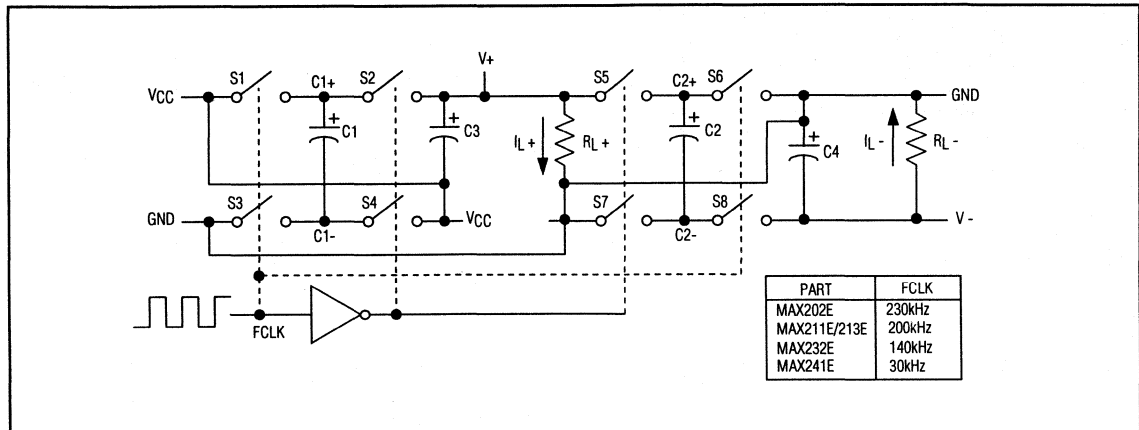 V+
S1 C1+ S2 S5 C2+ S6
VCC GND
C1 C3 IL+ RL+ C2 C4 IL- RL-
S3 S4 S7 S8
GND VCC V-
C1- C2-
FCLK
PART FCLK
MAX202E 230kHz
MAX211E/213E 200kHz
MAX232E 140kHz
MAX241E 30kHz